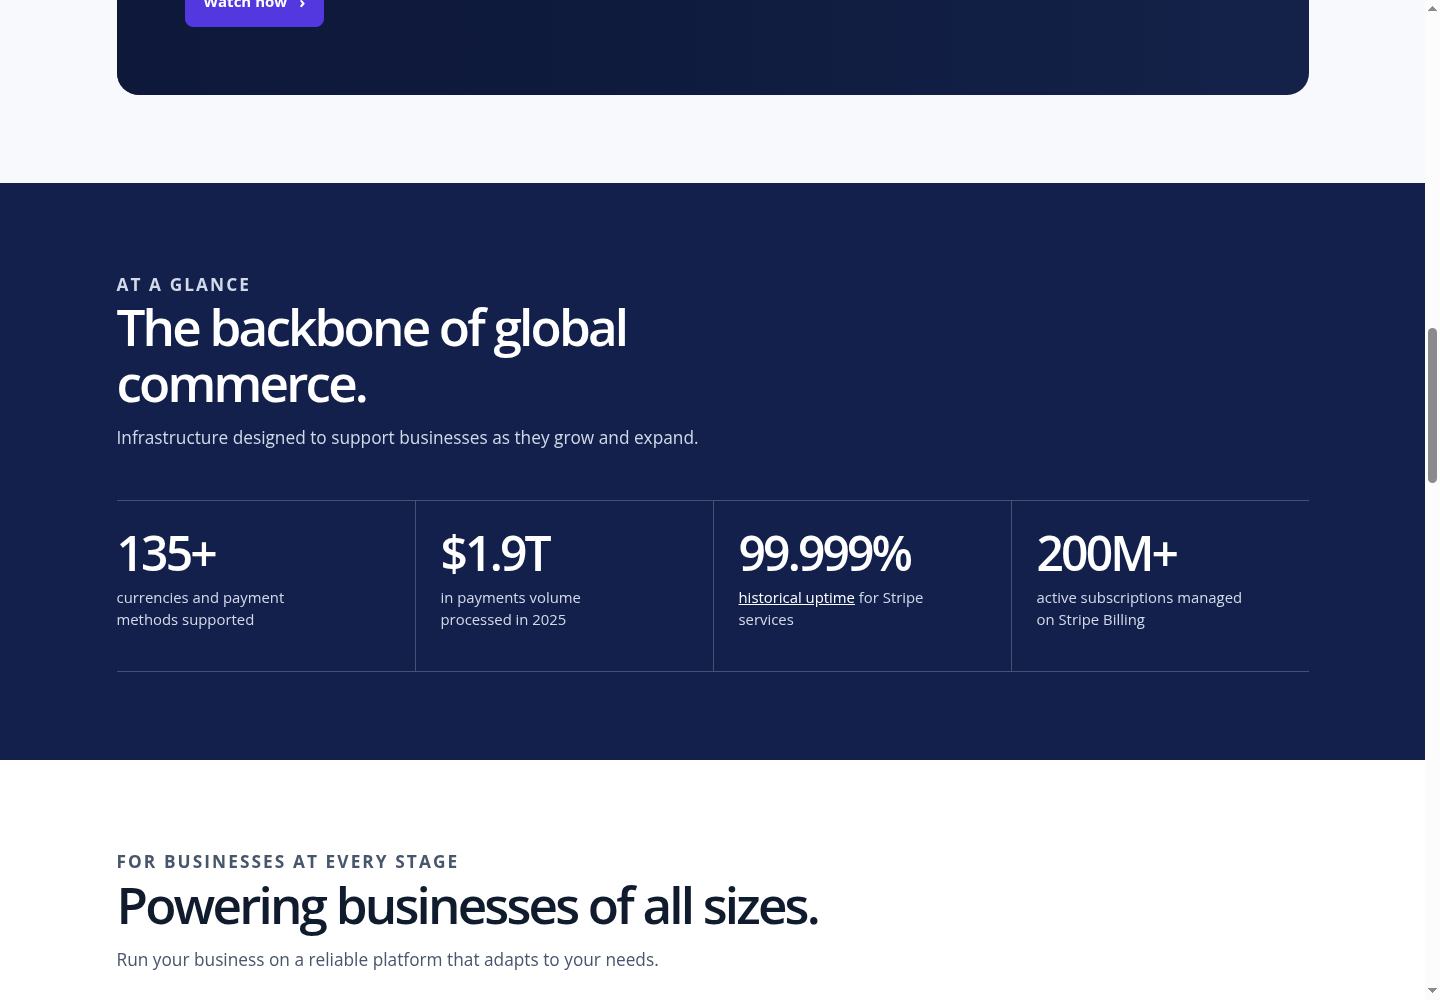 Watch now ›
AT A GLANCE
The backbone of global
commerce.
Infrastructure designed to support businesses as they grow and expand.
135+
currencies and payment
methods supported
$1.9T
in payments volume
processed in 2025
99.999%
historical uptime for Stripe
services
200M+
active subscriptions managed
on Stripe Billing
FOR BUSINESSES AT EVERY STAGE
Powering businesses of all sizes.
Run your business on a reliable platform that adapts to your needs.